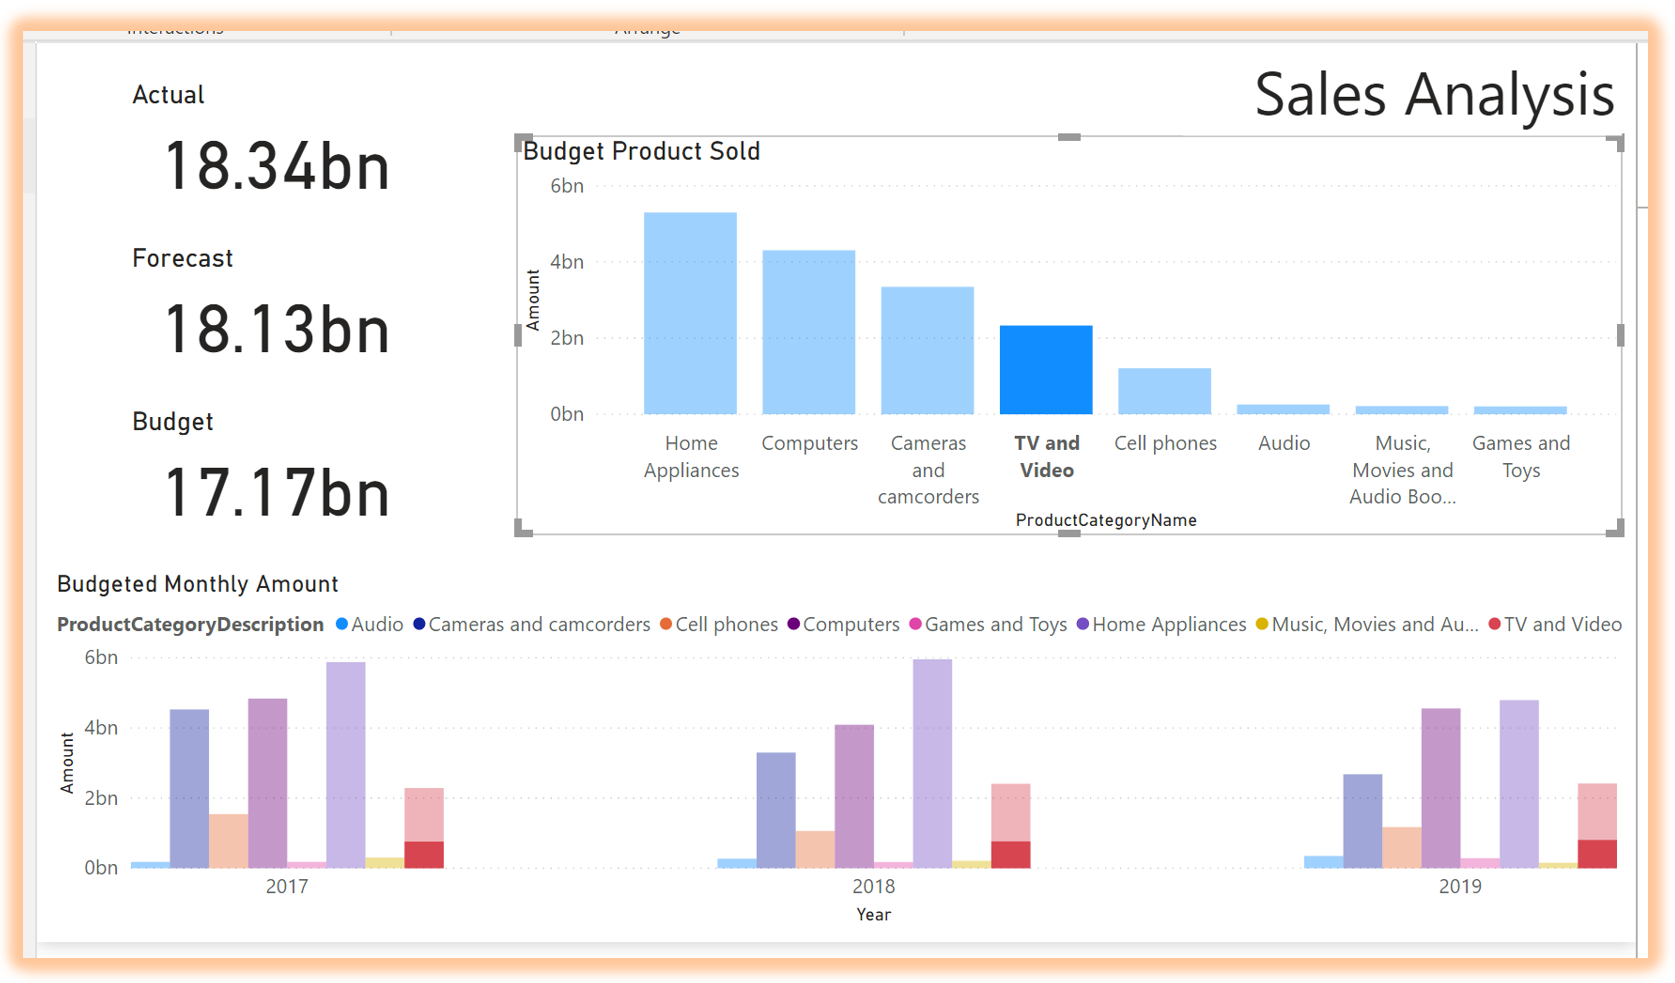 Interactions
Arrange
Sales Analysis
Actual
18.34bn
Forecast
18.13bn
Budget
17.17bn
Budget Product Sold
6bn
4bn
2bn
0bn
Amount
Home Appliances
Computers
Cameras and camcorders
TV and Video
Cell phones
Audio
Music, Movies and Audio Boo...
Games and Toys
ProductCategoryName
Budgeted Monthly Amount
ProductCategoryDescription Audio Cameras and camcorders Cell phones Computers Games and Toys Home Appliances Music, Movies and Au... TV and Video
6bn
4bn
2bn
0bn
Amount
2017 2018 2019
Year